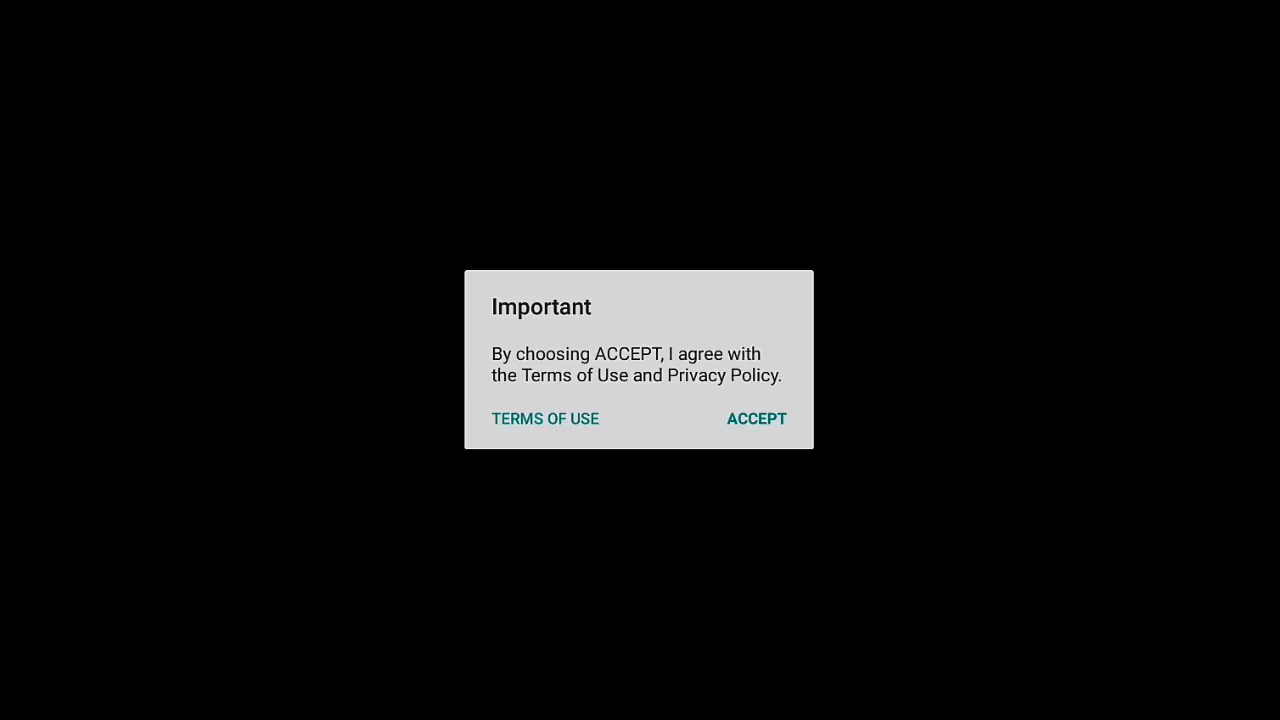 Important
By choosing ACCEPT, I agree with
the Terms of Use and Privacy Policy.
TERMS OF USE
ACCEPT